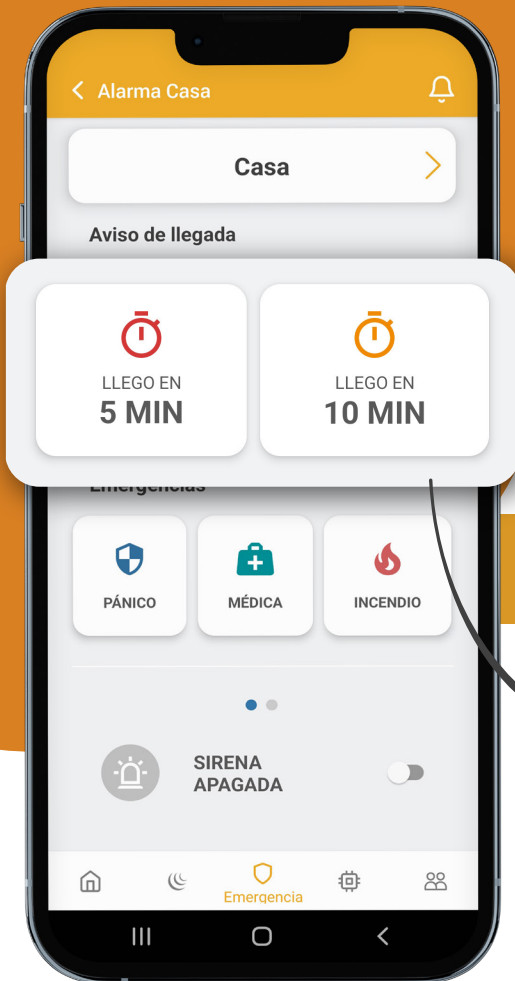 Alarma Casa
Casa
Aviso de llegada
LLEGO EN
5 MIN
LLEGO EN
10 MIN
Emergencias
PÁNICO
MÉDICA
INCENDIO
SIRENA
APAGADA
Emergencia